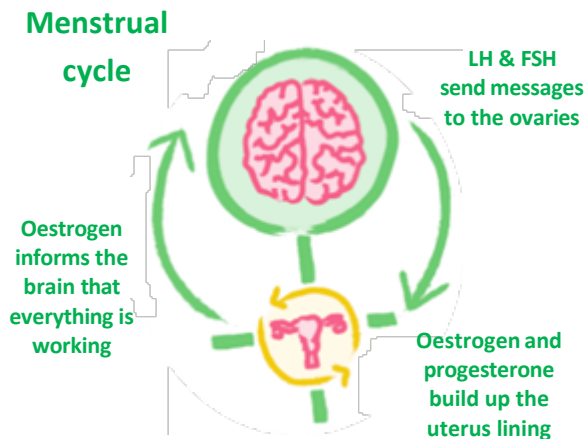 Menstrual
cycle
LH & FSH
send messages
to the ovaries
Oestrogen
informs the
brain that
everything is
working
Oestrogen and
progesterone
build up the
uterus lining